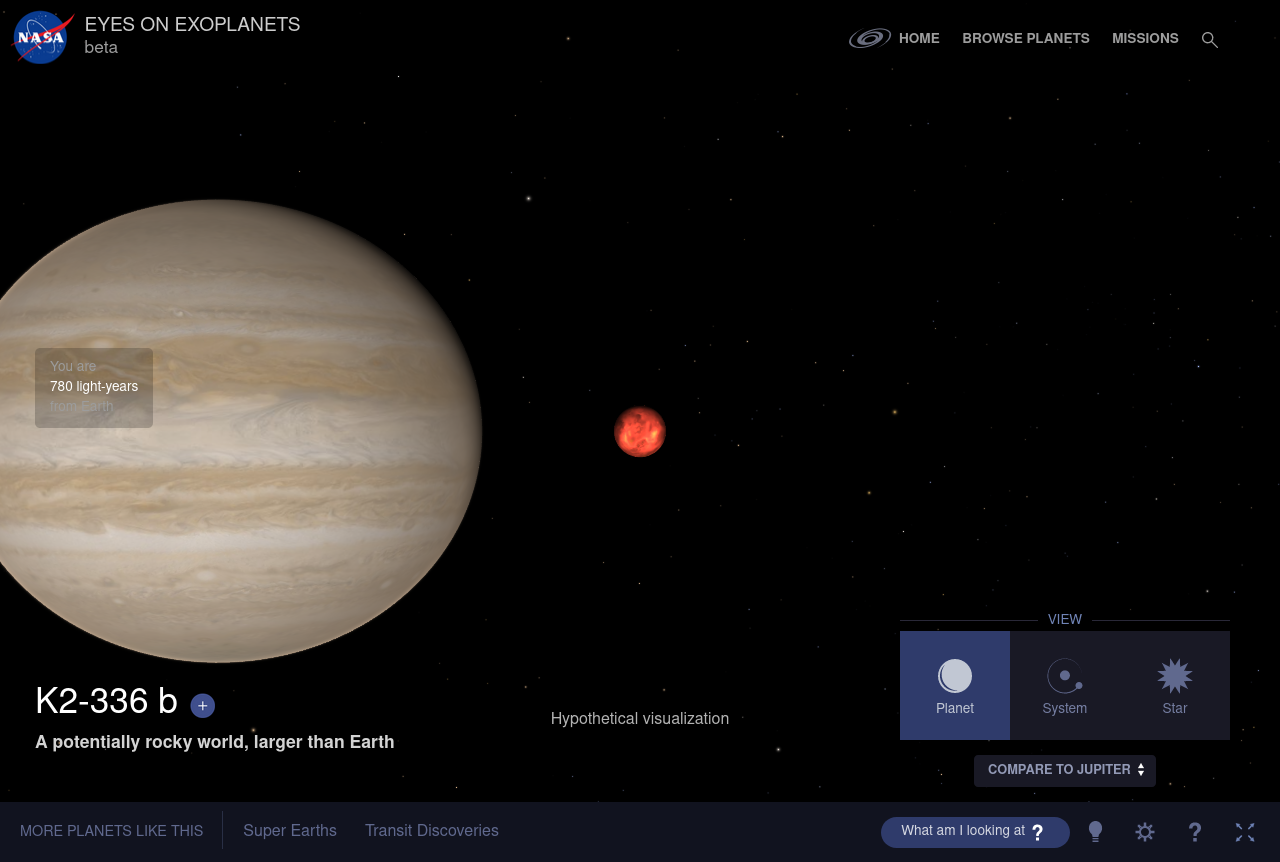 NASA
EYES ON EXOPLANETS
beta
HOME
BROWSE PLANETS
MISSIONS
You are
780 light-years
from Earth
VIEW
Planet
System
Star
K2-336 b
+
A potentially rocky world, larger than Earth
Hypothetical visualization
COMPARE TO JUPITER
MORE PLANETS LIKE THIS
Super Earths
Transit Discoveries
What am I looking at ?
?